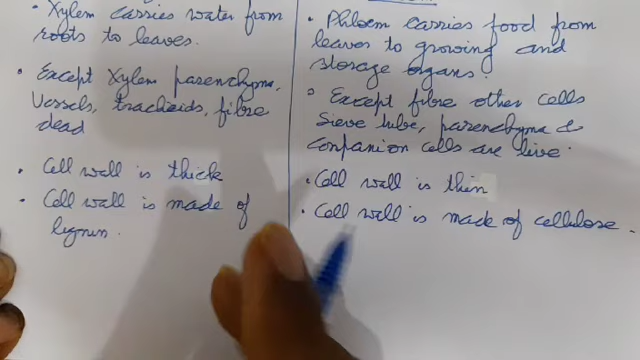 • Xylem carries water from
roots to leaves.
• Except Xylem parenchyma,
Vessels, tracheids, fibre
dead
• Cell wall is thick
• Cell wall is made of
lignin.
• Phloem carries food from
leaves to growing and
storage organs.
• Except fibre other cells
Sieve tube, parenchyma &
Companion cells are live.
• Cell wall is thin
• Cell wall is made of cellulose.